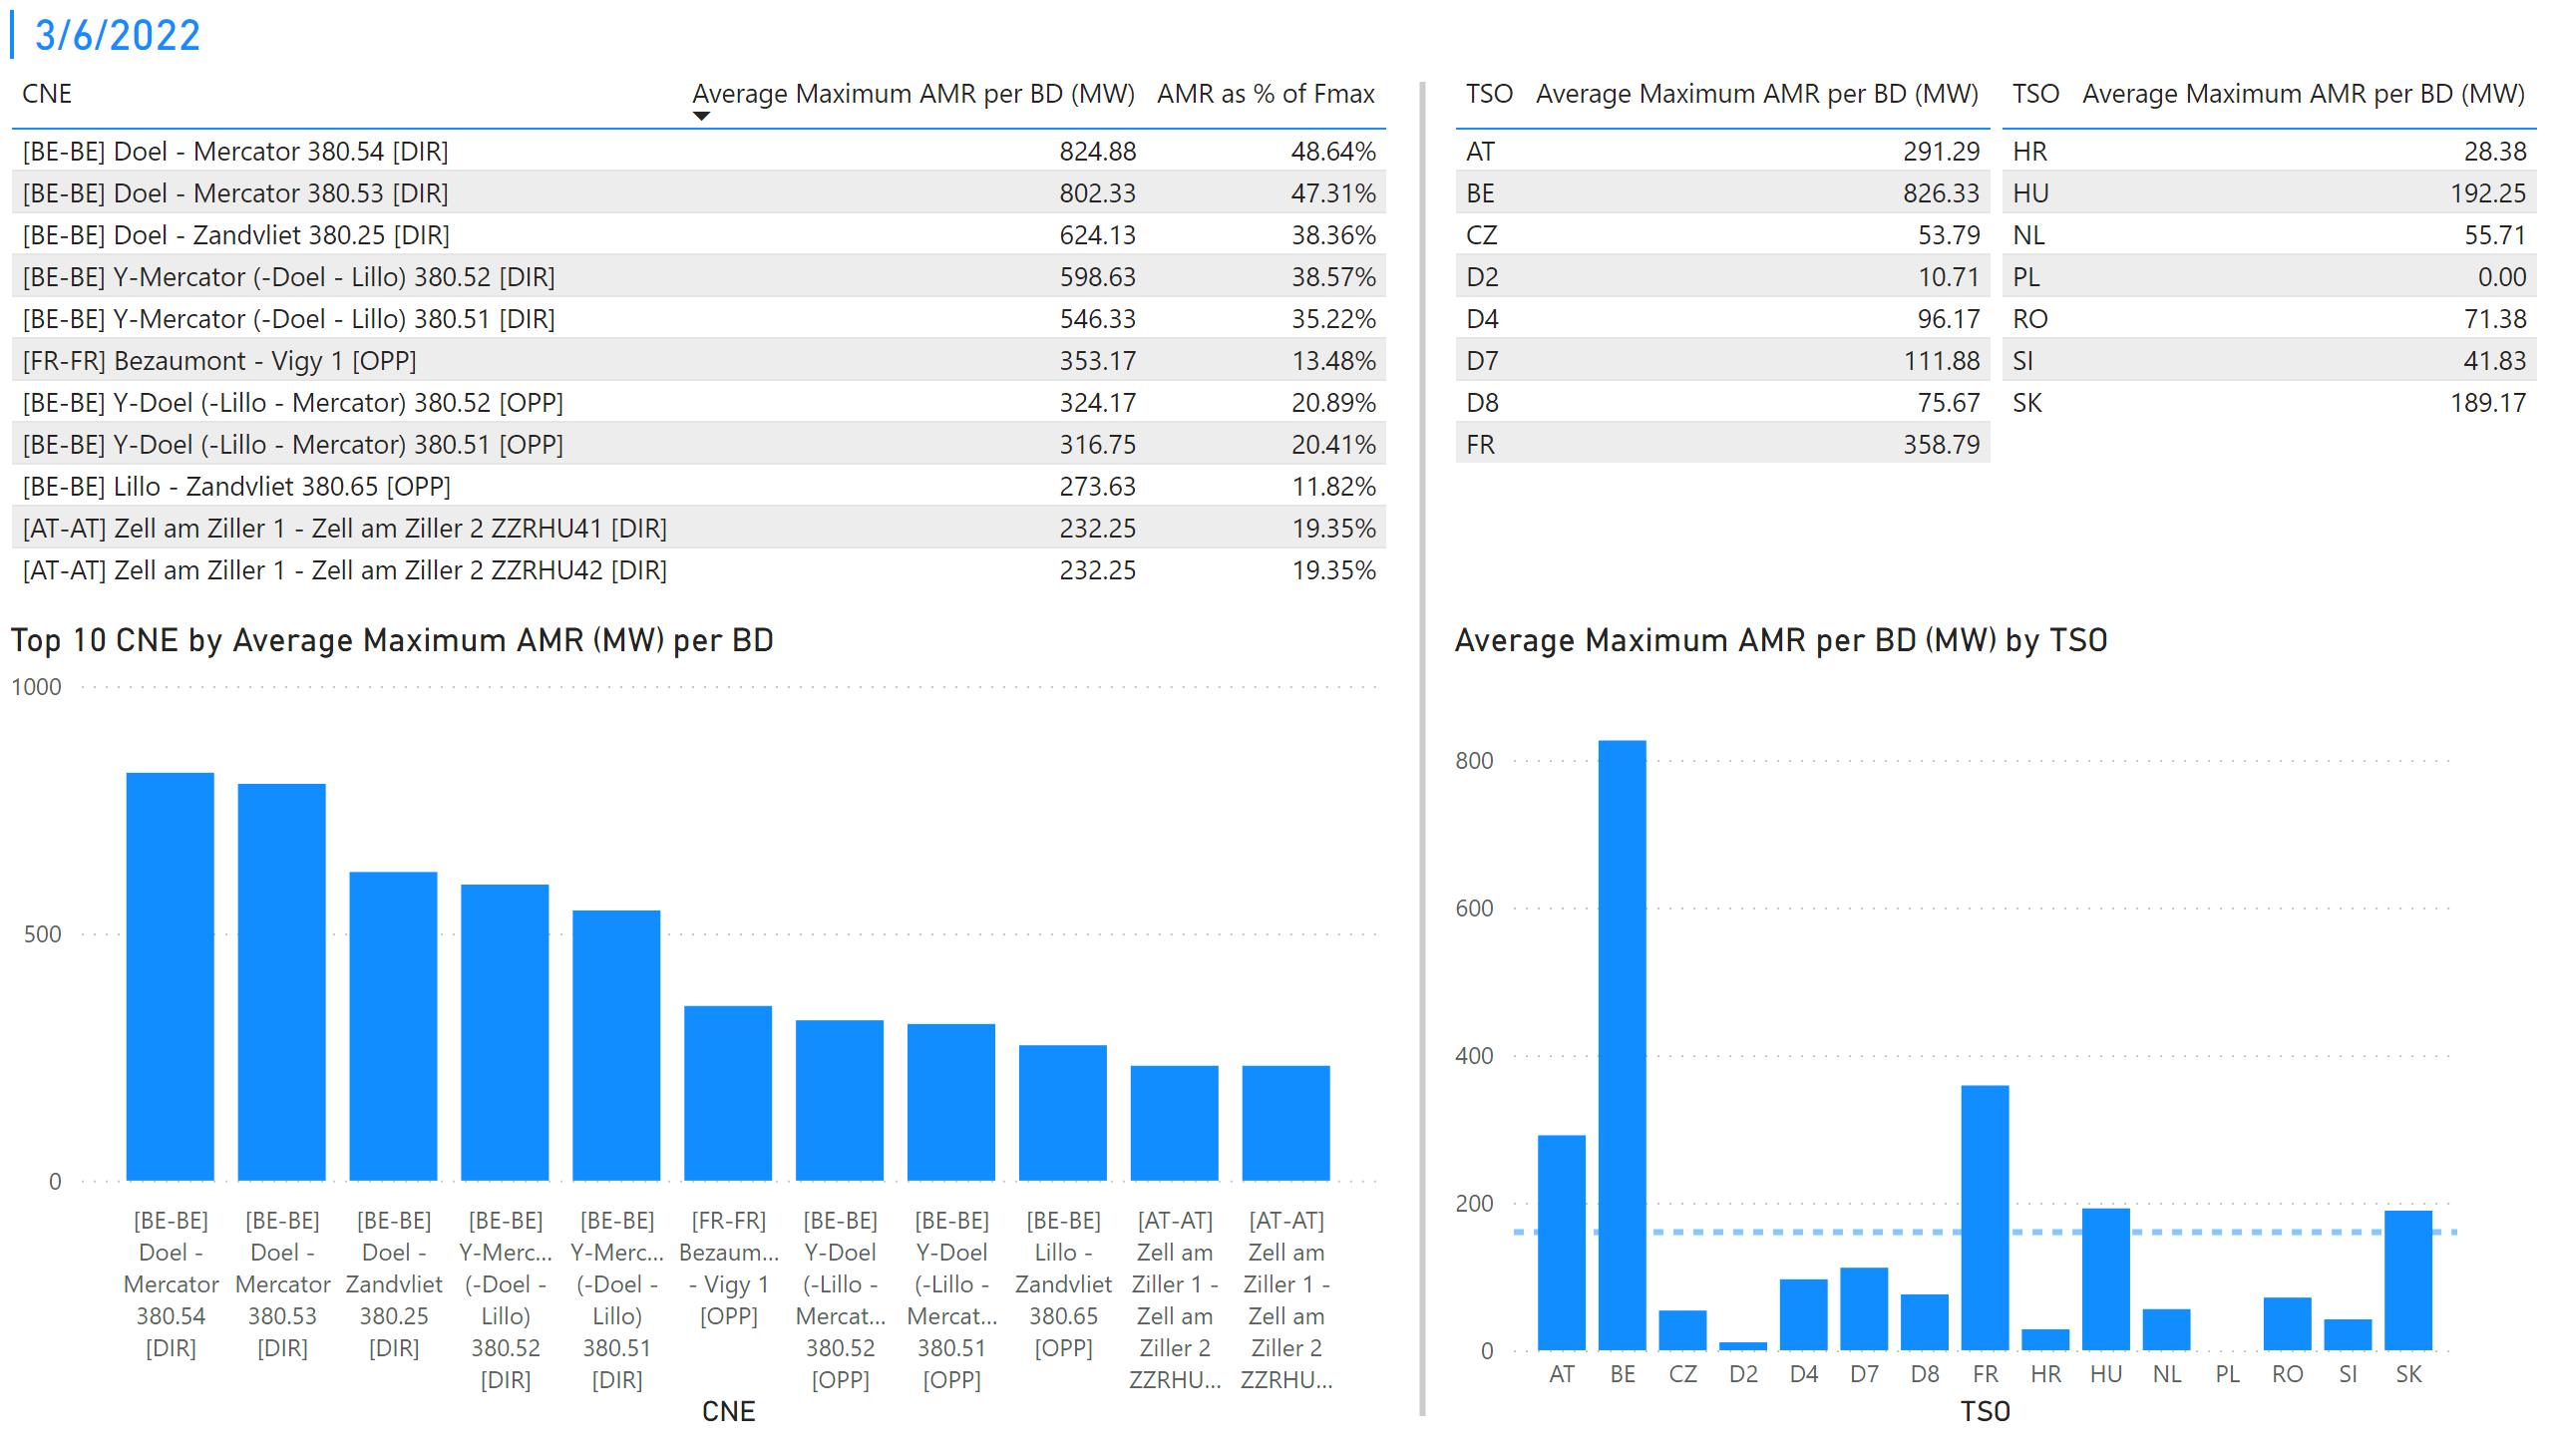 3/6/2022
CNE Average Maximum AMR per BD (MW) AMR as % of Fmax
[BE-BE] Doel - Mercator 380.54 [DIR] 824.88 48.64%
[BE-BE] Doel - Mercator 380.53 [DIR] 802.33 47.31%
[BE-BE] Doel - Zandvliet 380.25 [DIR] 624.13 38.36%
[BE-BE] Y-Mercator (-Doel - Lillo) 380.52 [DIR] 598.63 38.57%
[BE-BE] Y-Mercator (-Doel - Lillo) 380.51 [DIR] 546.33 35.22%
[FR-FR] Bezaumont - Vigy 1 [OPP] 353.17 13.48%
[BE-BE] Y-Doel (-Lillo - Mercator) 380.52 [OPP] 324.17 20.89%
[BE-BE] Y-Doel (-Lillo - Mercator) 380.51 [OPP] 316.75 20.41%
[BE-BE] Lillo - Zandvliet 380.65 [OPP] 273.63 11.82%
[AT-AT] Zell am Ziller 1 - Zell am Ziller 2 ZZRHU41 [DIR] 232.25 19.35%
[AT-AT] Zell am Ziller 1 - Zell am Ziller 2 ZZRHU42 [DIR] 232.25 19.35%
TSO Average Maximum AMR per BD (MW)
AT 291.29
BE 826.33
CZ 53.79
D2 10.71
D4 96.17
D7 111.88
D8 75.67
FR 358.79
TSO Average Maximum AMR per BD (MW)
HR 28.38
HU 192.25
NL 55.71
PL 0.00
RO 71.38
SI 41.83
SK 189.17
Top 10 CNE by Average Maximum AMR (MW) per BD
1000
500
0
[BE-BE]
Doel -
Mercator
380.54
[DIR]
[BE-BE]
Doel -
Mercator
380.53
[DIR]
[BE-BE]
Doel -
Zandvliet
380.25
[DIR]
[BE-BE]
Y-Merc...
(-Doel -
Lillo)
380.52
[DIR]
[BE-BE]
Y-Merc...
(-Doel -
Lillo)
380.51
[DIR]
[FR-FR]
Bezaum...
- Vigy 1
[OPP]
[BE-BE]
Y-Doel
(-Lillo -
Mercat...
380.52
[OPP]
[BE-BE]
Y-Doel
(-Lillo -
Mercat...
380.51
[OPP]
[BE-BE]
Lillo -
Zandvliet
380.65
[OPP]
[AT-AT]
Zell am
Ziller 1 -
Zell am
Ziller 2
ZZRHU...
[AT-AT]
Zell am
Ziller 1 -
Zell am
Ziller 2
ZZRHU...
CNE
Average Maximum AMR per BD (MW) by TSO
800
600
400
200
0
AT BE CZ D2 D4 D7 D8 FR HR HU NL PL RO SI SK
TSO